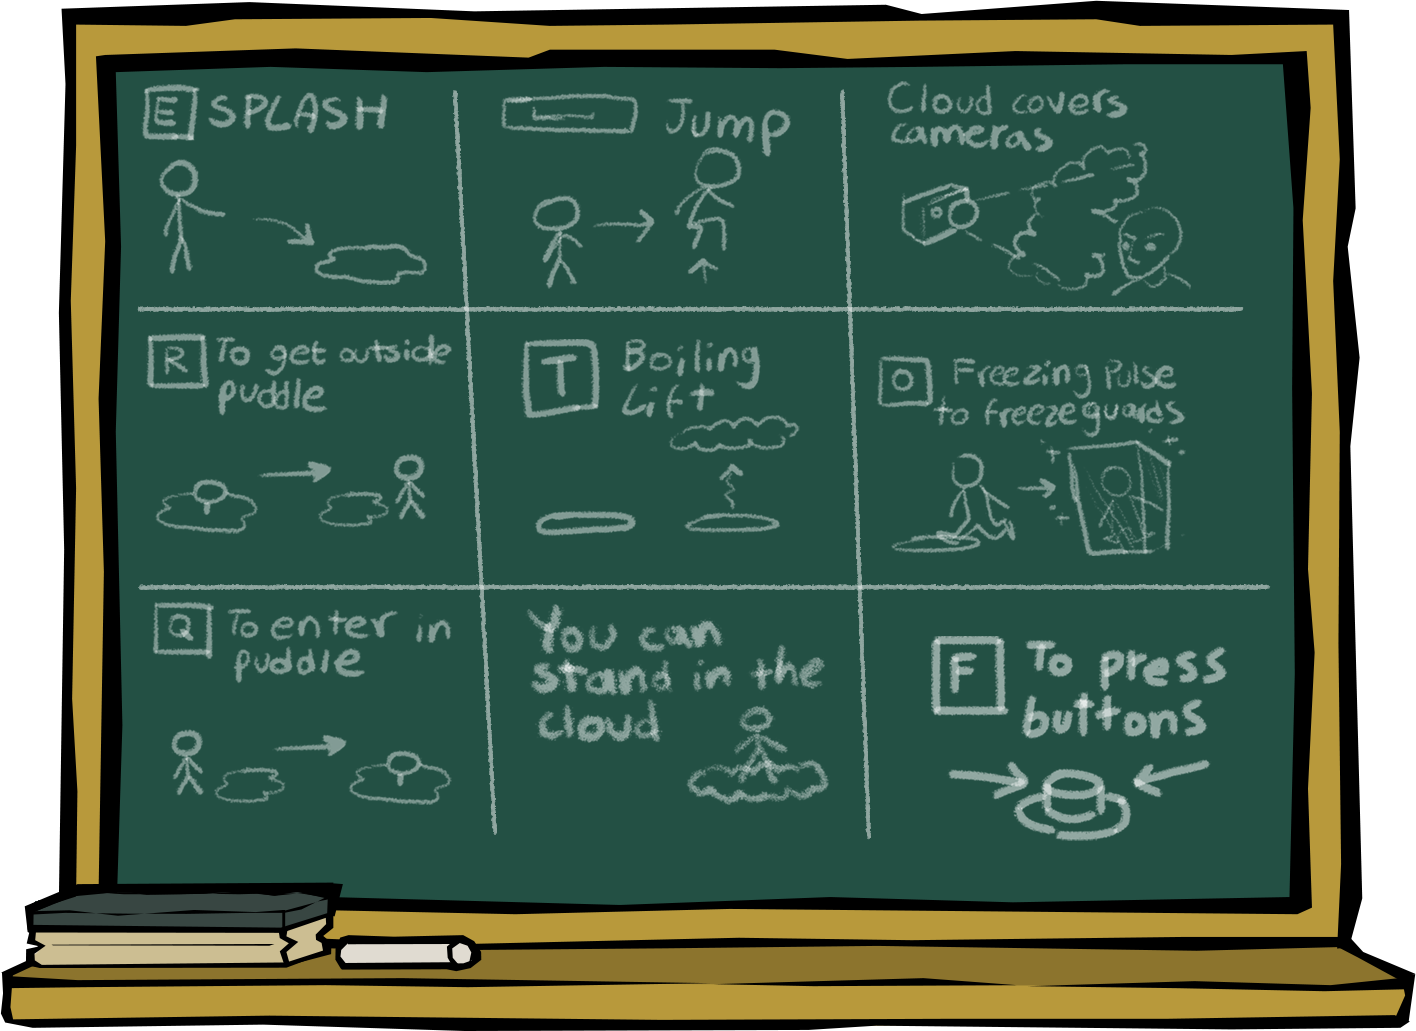 E SPLASH
Jump
Cloud covers
cameras
R To get outside
puddle
T Boiling
Lift
O Freezing Pulse
to freeze guards
Q To enter in
puddle
You can
stand in the
cloud
F To press
buttons